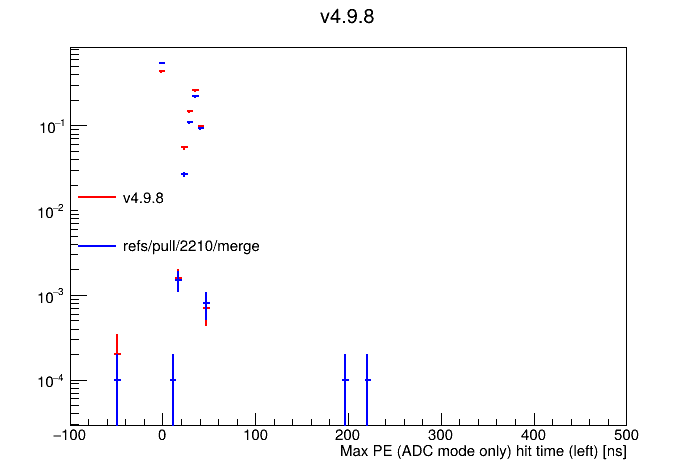 v4.9.8
10⁻¹
10⁻²
10⁻³
10⁻⁴
v4.9.8
refs/pull/2210/merge
−100 0 100 200 300 400 500
Max PE (ADC mode only) hit time (left) [ns]